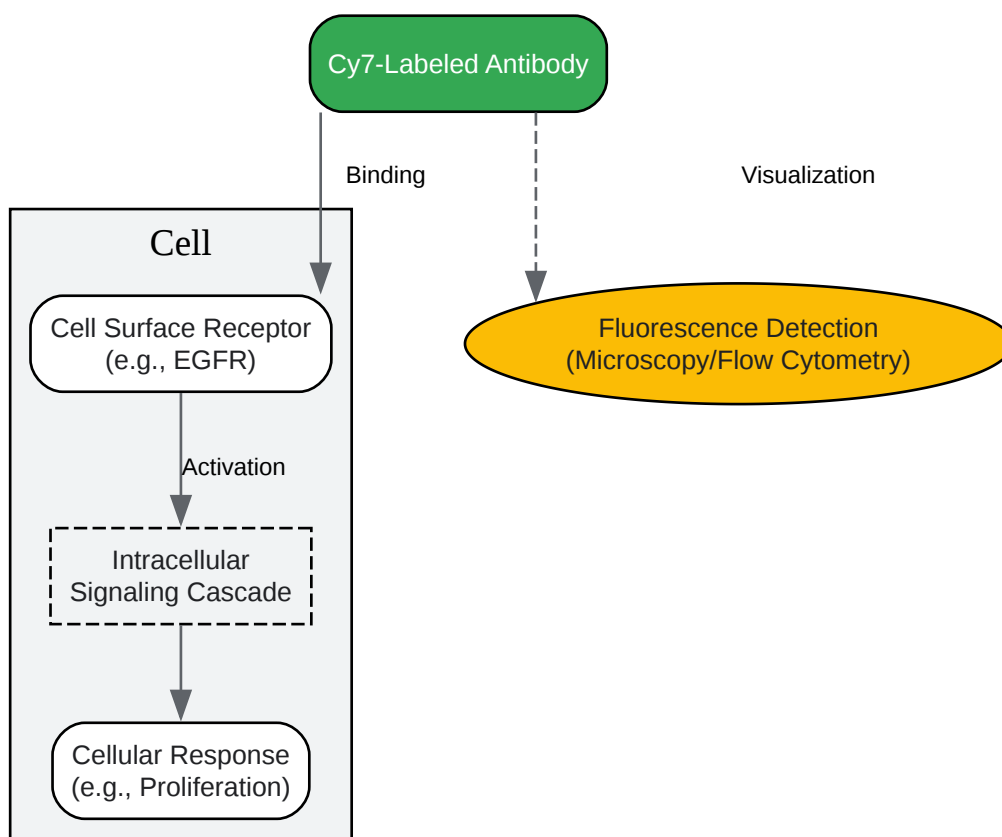 Cy7-Labeled Antibody
Binding
Visualization
Cell
Cell Surface Receptor
(e.g., EGFR)
Fluorescence Detection
(Microscopy/Flow Cytometry)
Activation
Intracellular
Signaling Cascade
Cellular Response
(e.g., Proliferation)